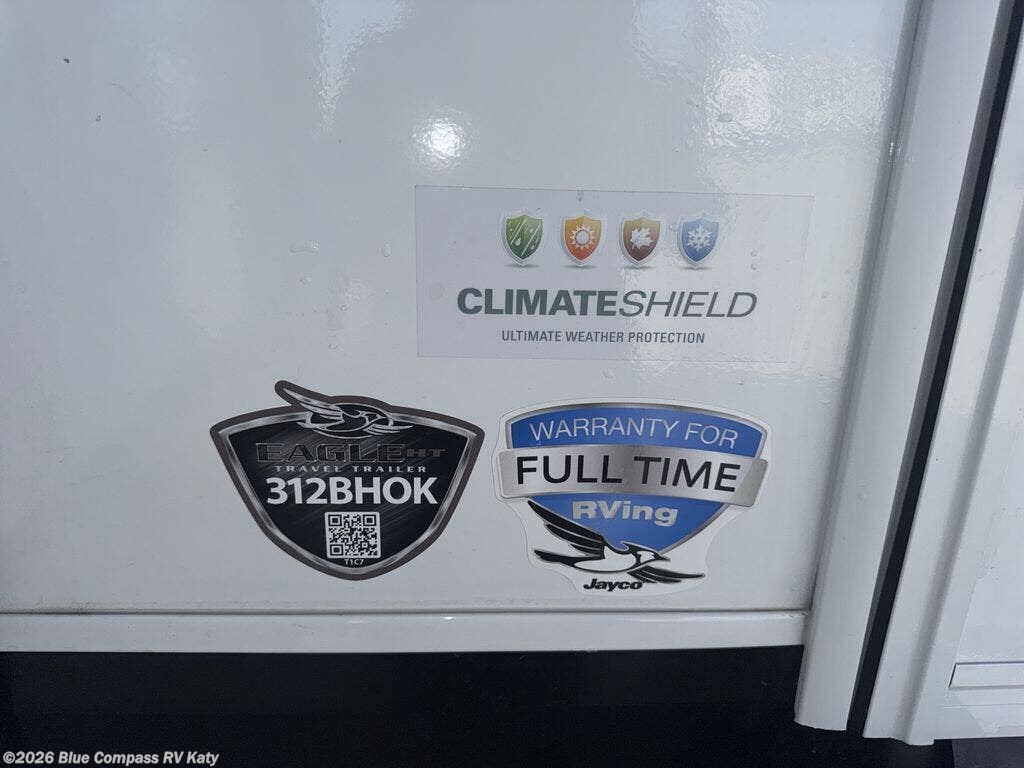 CLIMATESHIELD
ULTIMATE WEATHER PROTECTION
EAGLE HT
TRAVEL TRAILER
312BHOK
T1C7
WARRANTY FOR
FULL TIME
RVing
Jayco
©2026 Blue Compass RV Katy